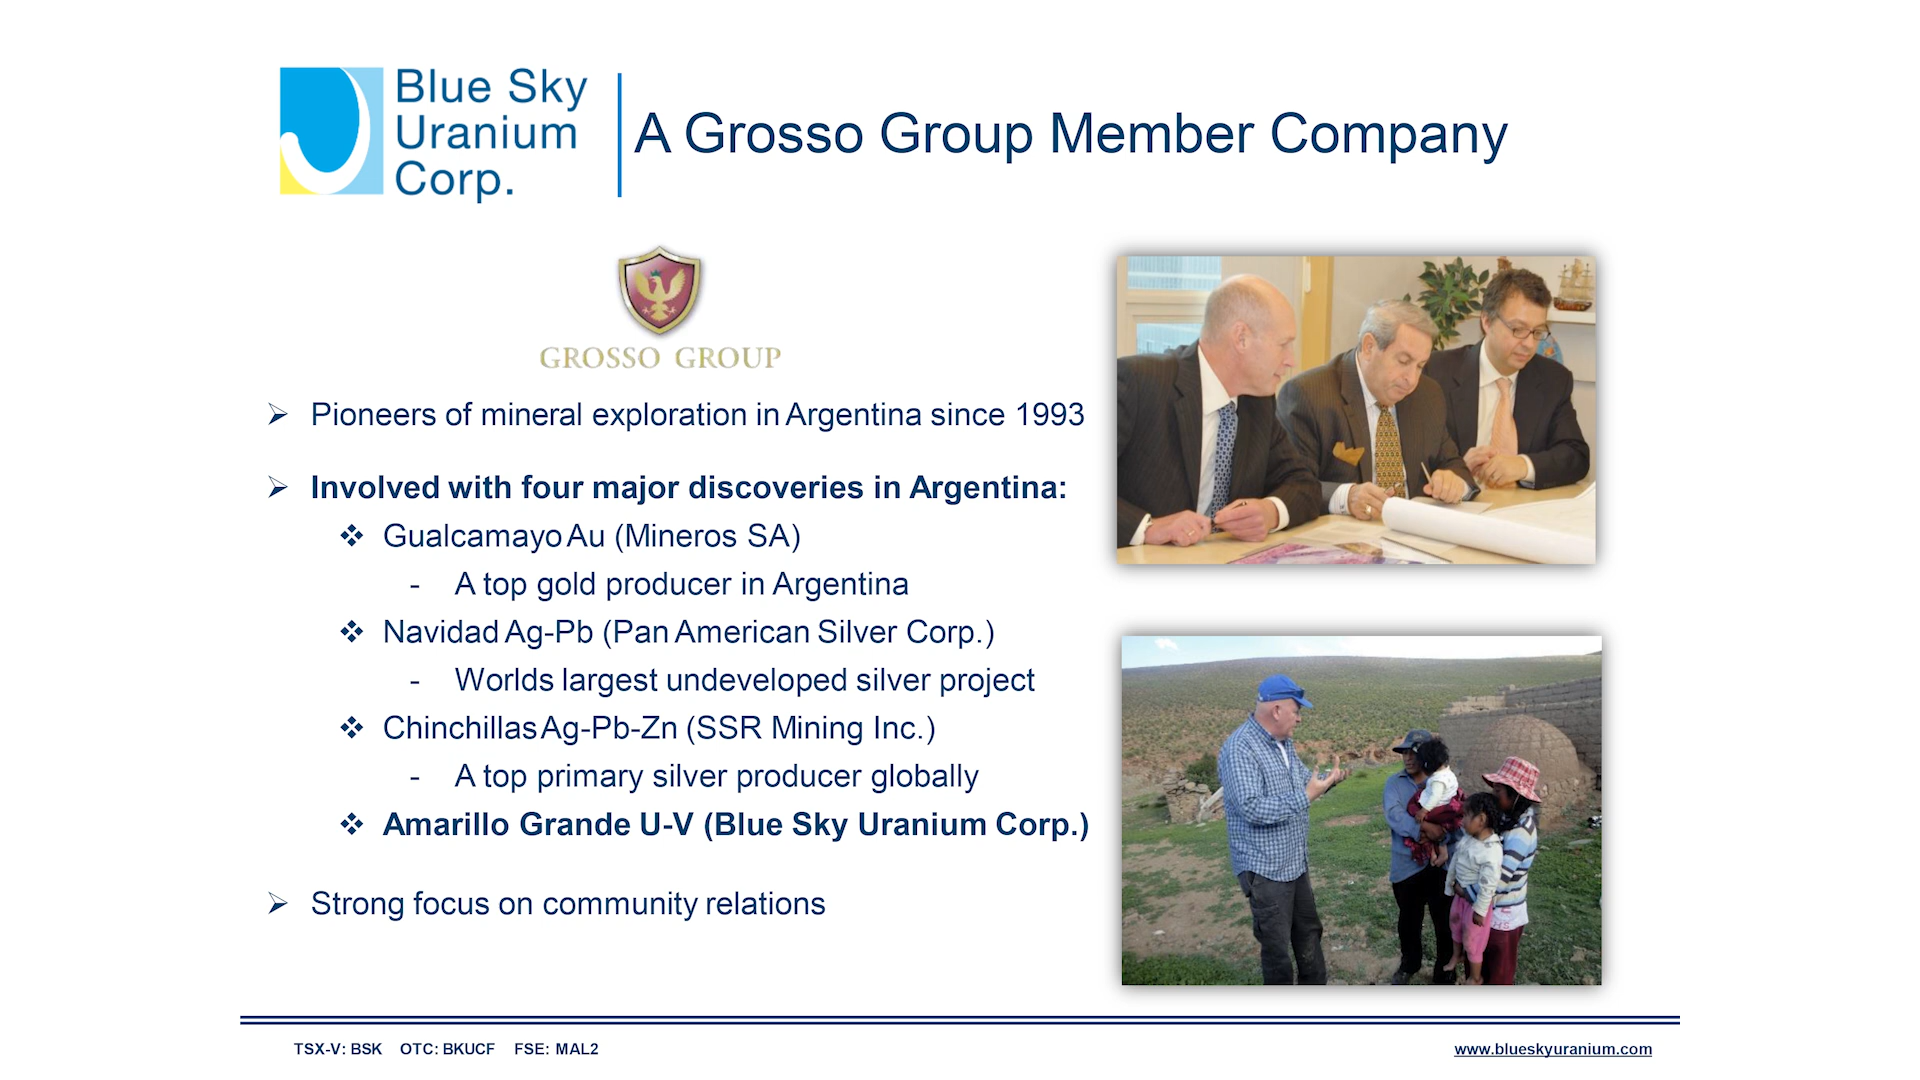 Blue Sky
Uranium
Corp.
A Grosso Group Member Company
GROSSO GROUP
➢ Pioneers of mineral exploration in Argentina since 1993
➢ Involved with four major discoveries in Argentina:
❖ Gualcamayo Au (Mineros SA)
- A top gold producer in Argentina
❖ Navidad Ag-Pb (Pan American Silver Corp.)
- Worlds largest undeveloped silver project
❖ Chinchillas Ag-Pb-Zn (SSR Mining Inc.)
- A top primary silver producer globally
❖ Amarillo Grande U-V (Blue Sky Uranium Corp.)
➢ Strong focus on community relations
TSX-V: BSK OTC: BKUCF FSE: MAL2
www.blueskyuranium.com